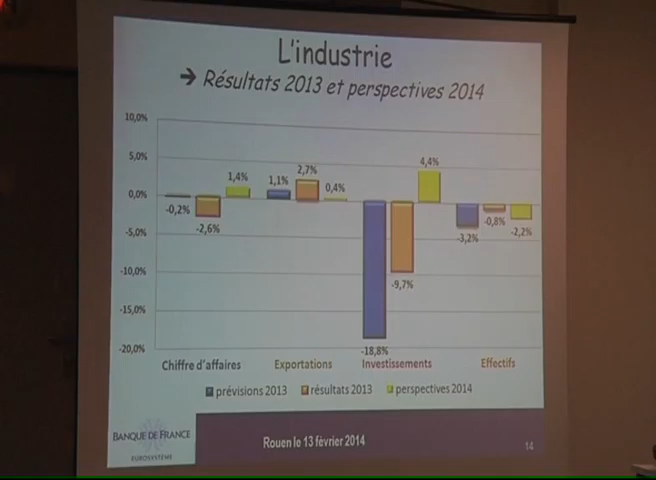 L'industrie
➔ Résultats 2013 et perspectives 2014
10,0%
5,0%
0,0%
-5,0%
-10,0%
-15,0%
-20,0%
-0,2%
-2,6%
1,4%
1,1%
2,7%
0,4%
-18,8%
-9,7%
4,4%
-3,2%
-0,8%
-2,2%
Chiffre d'affaires Exportations Investissements Effectifs
prévisions 2013 résultats 2013 perspectives 2014
BANQUE DE FRANCE
EUROSYSTÈME
Rouen le 13 février 2014
14